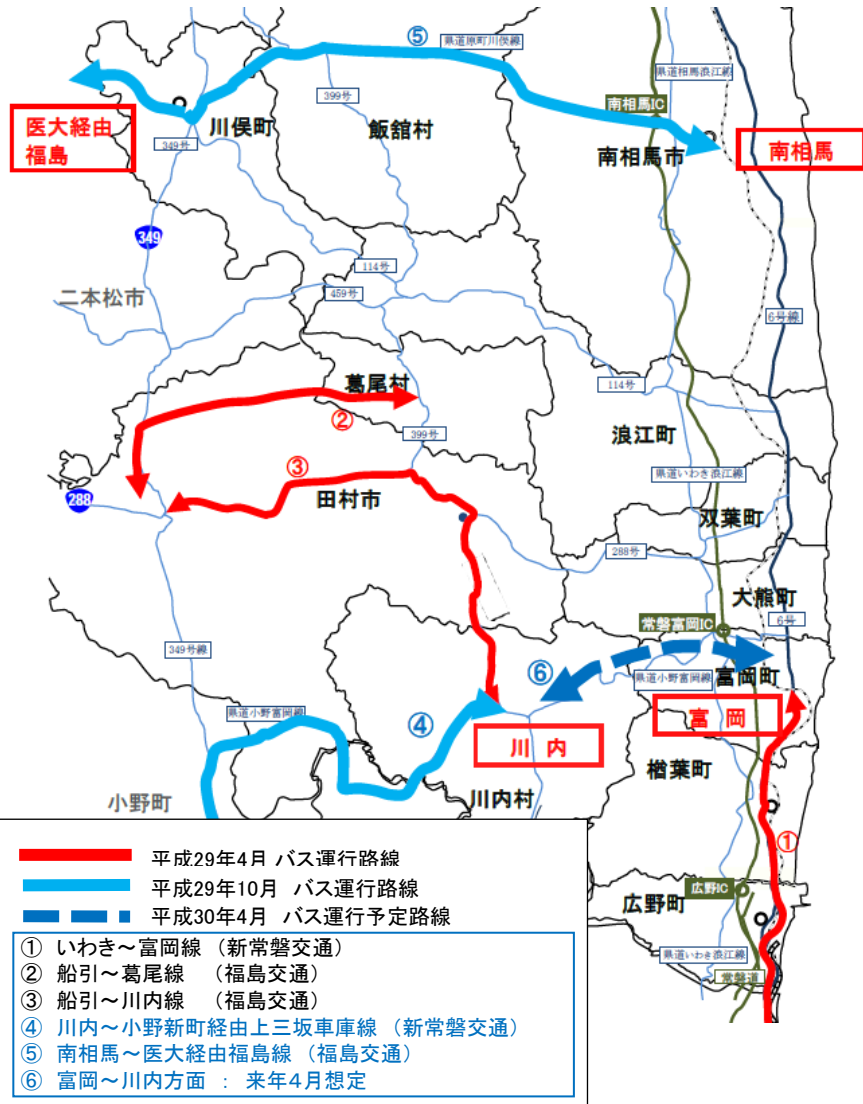 ⑤
県道原町川俣線
県道相馬浪江線
南相馬IC
399号
医大経由
福島
川俣町
飯舘村
349号
南相馬市
南相馬
349
114号
459号
二本松市
6号線
葛尾村
114号
②
399号
浪江町
③
県道いわき浪江線
288
田村市
双葉町
288号
大熊町
常磐富岡IC
6号
349号線
⑥
県道小野富岡線
富岡町
県道小野富岡線
④
富岡
川内
楢葉町
小野町
川内村
①
広野IC
広野町
県道いわき浪江線
常磐道
平成29年4月 バス運行路線
平成29年10月 バス運行路線
平成30年4月 バス運行予定路線
① いわき～富岡線 （新常磐交通）
② 船引～葛尾線 （福島交通）
③ 船引～川内線 （福島交通）
④ 川内～小野新町経由上三坂車庫線 （新常磐交通）
⑤ 南相馬～医大経由福島線 （福島交通）
⑥ 富岡～川内方面 ： 来年4月想定